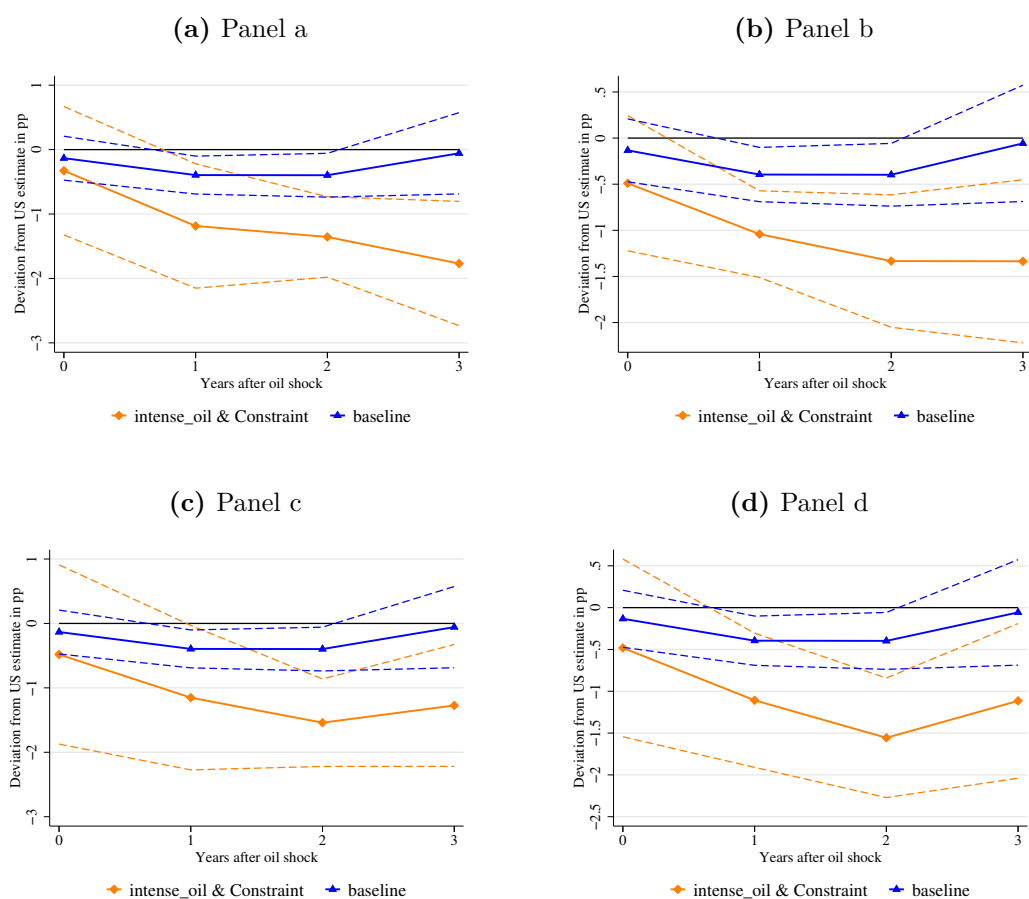 (a) Panel a
Deviation from US estimate in pp
1
0
−1
−2
−3
0 1 2 3
Years after oil shock
intense_oil & Constraint baseline
(b) Panel b
Deviation from US estimate in pp
.5
0
−.5
−1
−1.5
−2
0 1 2 3
Years after oil shock
intense_oil & Constraint baseline
(c) Panel c
Deviation from US estimate in pp
1
0
−1
−2
−3
0 1 2 3
Years after oil shock
intense_oil & Constraint baseline
(d) Panel d
Deviation from US estimate in pp
.5
0
−.5
−1
−1.5
−2
−2.5
0 1 2 3
Years after oil shock
intense_oil & Constraint baseline